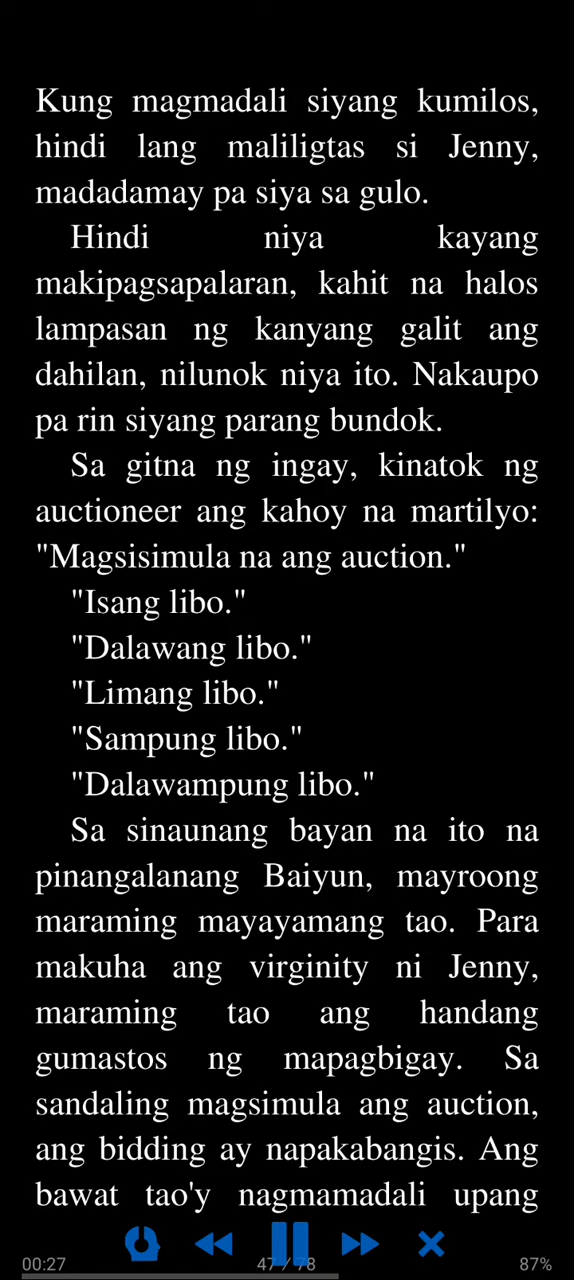 Kung magmadali siyang kumilos,
hindi lang maliligtas si Jenny,
madadamay pa siya sa gulo.
Hindi niya kayang
makipagsapalaran, kahit na halos
lampasan ng kanyang galit ang
dahilan, nilunok niya ito. Nakaupo
pa rin siyang parang bundok.
Sa gitna ng ingay, kinatok ng
auctioneer ang kahoy na martilyo:
"Magsisimula na ang auction."
"Isang libo."
"Dalawang libo."
"Limang libo."
"Sampung libo."
"Dalawampung libo."
Sa sinaunang bayan na ito na
pinangalanang Baiyun, mayroong
maraming mayayamang tao. Para
makuha ang virginity ni Jenny,
maraming tao ang handang
gumastos ng mapagbigay. Sa
sandaling magsimula ang auction,
ang bidding ay napakabangis. Ang
bawat tao'y nagmamadali upang
00:27 47 / 78 87%